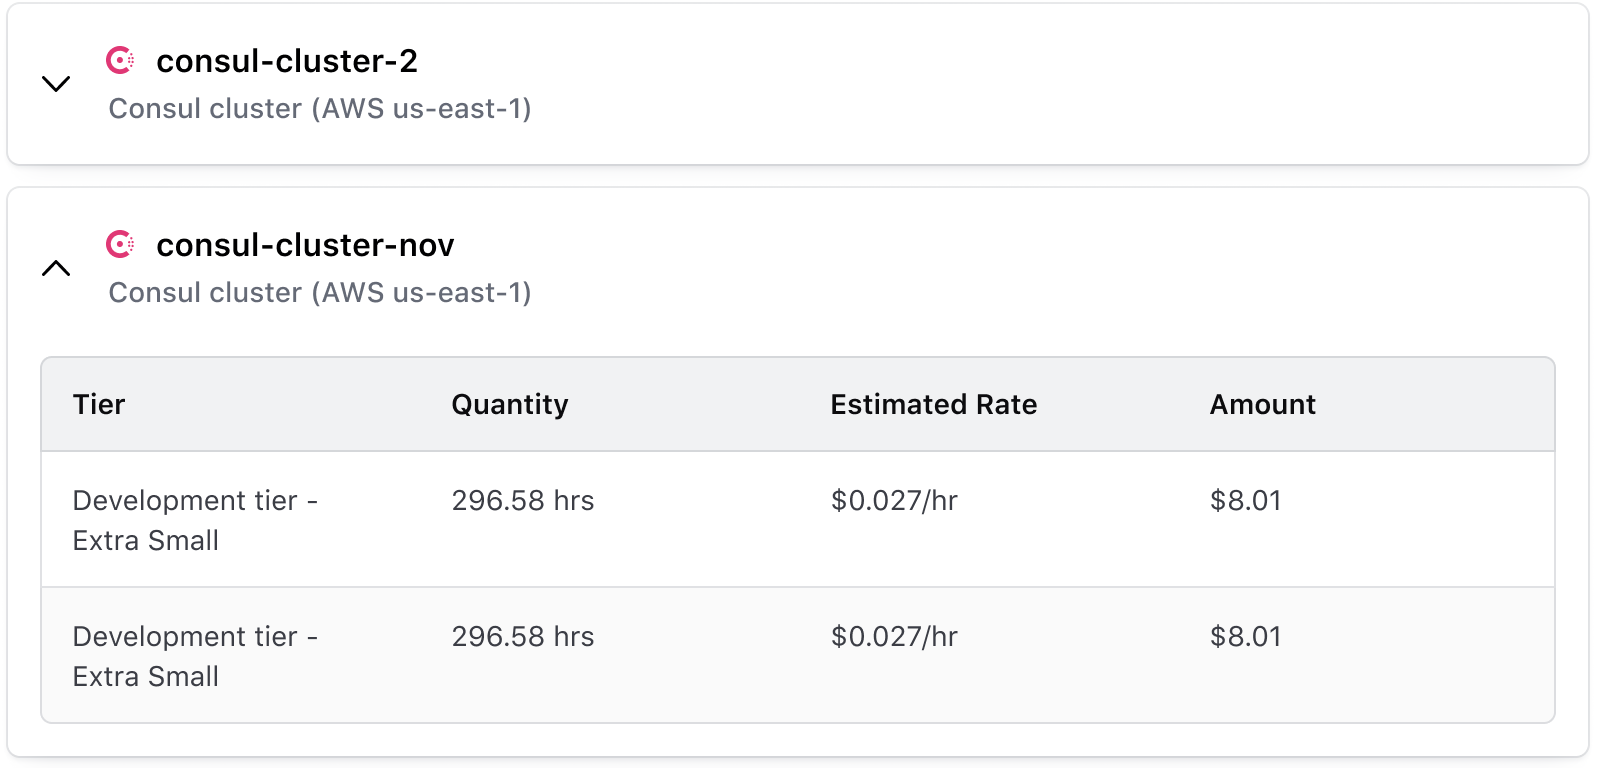 consul-cluster-2
Consul cluster (AWS us-east-1)
consul-cluster-nov
Consul cluster (AWS us-east-1)
Tier Quantity Estimated Rate Amount
Development tier - 296.58 hrs $0.027/hr $8.01
Extra Small
Development tier - 296.58 hrs $0.027/hr $8.01
Extra Small